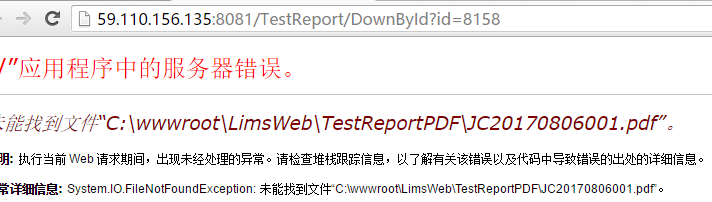 59.110.156.135:8081/TestReport/DownById?id=8158
/”应用程序中的服务器错误。
未能找到文件“C:\wwwroot\LimsWeb\TestReportPDF\JC20170806001.pdf”。
明: 执行当前 Web 请求期间，出现未经处理的异常。请检查堆栈跟踪信息，以了解有关该错误以及代码中导致错误的出处的详细信息。
常详细信息: System.IO.FileNotFoundException: 未能找到文件“C:\wwwroot\LimsWeb\TestReportPDF\JC20170806001.pdf”。